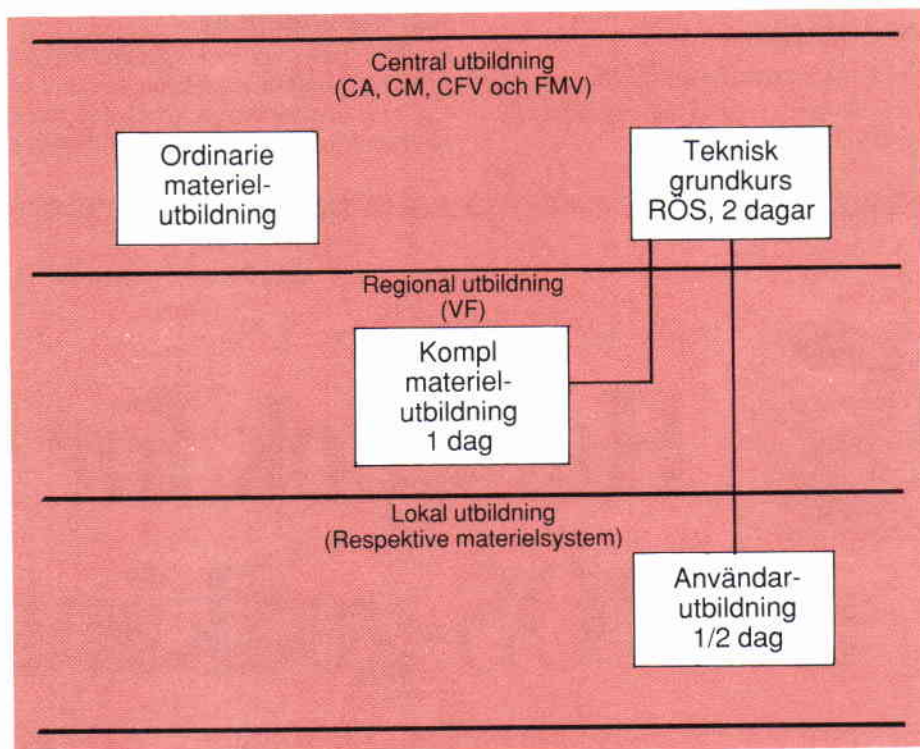 Central utbildning
(CA, CM, CFV och FMV)
Ordinarie
materiel-
utbildning
Teknisk
grundkurs
RÖS, 2 dagar
Regional utbildning
(VF)
Kompl
materiel-
utbildning
1 dag
Lokal utbildning
(Respektive materielsystem)
Användar-
utbildning
1/2 dag